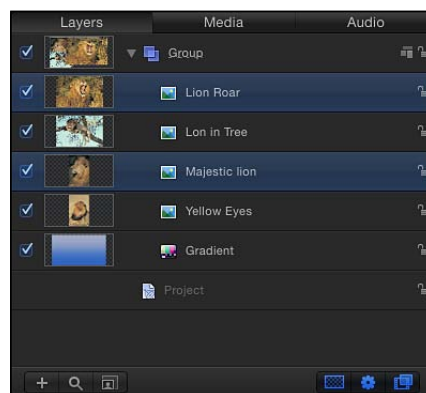 Layers Media Audio
Group
Lion Roar
Lon in Tree
Majestic lion
Yellow Eyes
Gradient
Project